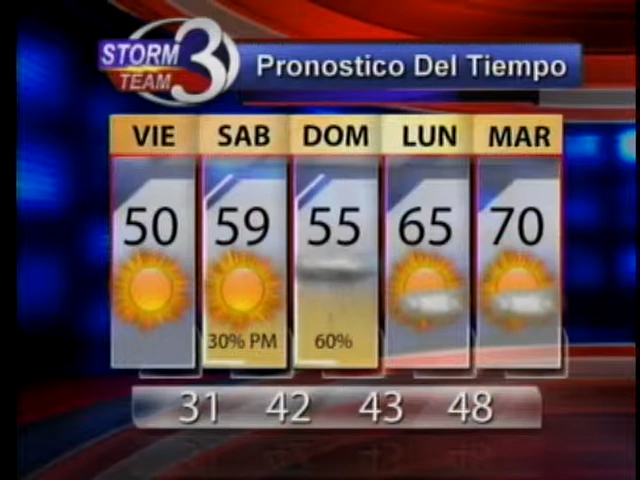 STORM
TEAM
3
Pronostico Del Tiempo
VIE SAB DOM LUN MAR
50 59 55 65 70
30% PM 60%
31 42 43 48